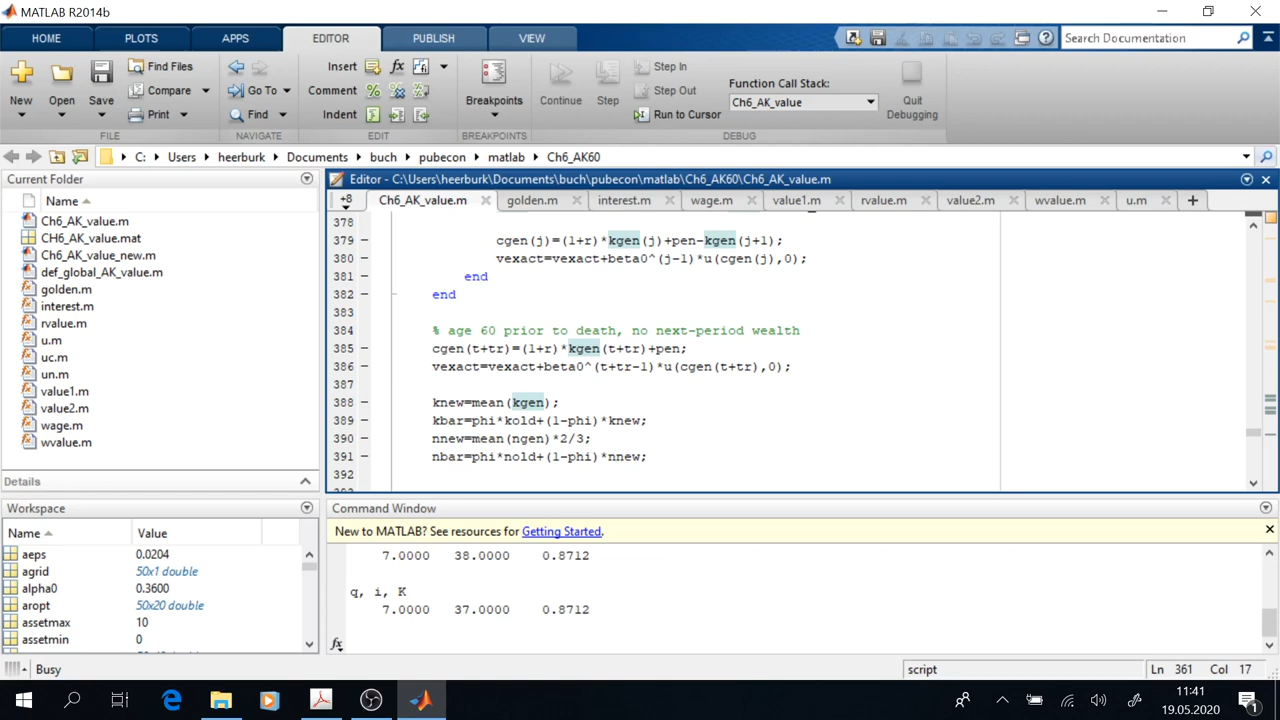 MATLAB R2014b
HOME PLOTS APPS EDITOR PUBLISH VIEW Search Documentation
New Open Save Find Files Compare Print
Go To Find
Insert fx
Comment
Indent
Breakpoints
Continue Step Step In Step Out Run to Cursor
Function Call Stack:
Ch6_AK_value
Quit Debugging
FILE NAVIGATE EDIT BREAKPOINTS DEBUG
C: Users heerburk Documents buch pubecon matlab Ch6_AK60
Current Folder
Name
Ch6_AK_value.m
CH6_AK_value.mat
Ch6_AK_value_new.m
def_global_AK_value.m
golden.m
interest.m
rvalue.m
u.m
uc.m
un.m
value1.m
value2.m
wage.m
wvalue.m
Details
Workspace
Name Value
aeps 0.0204
agrid 50x1 double
alpha0 0.3600
aropt 50x20 double
assetmax 10
assetmin 0
Editor - C:\Users\heerburk\Documents\buch\pubecon\matlab\Ch6_AK60\Ch6_AK_value.m
+8 Ch6_AK_value.m golden.m interest.m wage.m value1.m rvalue.m value2.m wvalue.m u.m
378
379 cgen(j)=(1+r)*kgen(j)+pen-kgen(j+1);
380 vexact=vexact+beta0^(j-1)*u(cgen(j),0);
381 end
382 end
383
384 % age 60 prior to death, no next-period wealth
385 cgen(t+tr)=(1+r)*kgen(t+tr)+pen;
386 vexact=vexact+beta0^(t+tr-1)*u(cgen(t+tr),0);
387
388 knew=mean(kgen);
389 kbar=phi*kold+(1-phi)*knew;
390 nnew=mean(ngen)*2/3;
391 nbar=phi*nold+(1-phi)*nnew;
392
Command Window
New to MATLAB? See resources for Getting Started.
7.0000 38.0000 0.8712
q, i, K
7.0000 37.0000 0.8712
fx
Busy script Ln 361 Col 17
11:41
19.05.2020